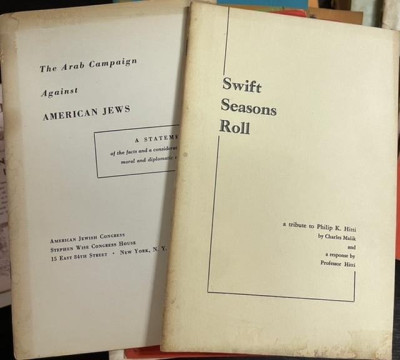 The Arab Campaign
Against
AMERICAN JEWS
A STATEM
of the facts and a considerat
moral and diplomatic
AMERICAN JEWISH CONGRESS
STEPHEN WISE CONGRESS HOUSE
15 EAST 84TH STREET · NEW YORK, N. Y.
Swift
Seasons
Roll
a tribute to Philip K. Hitti
by Charles Malik
and
a response by
Professor Hitti